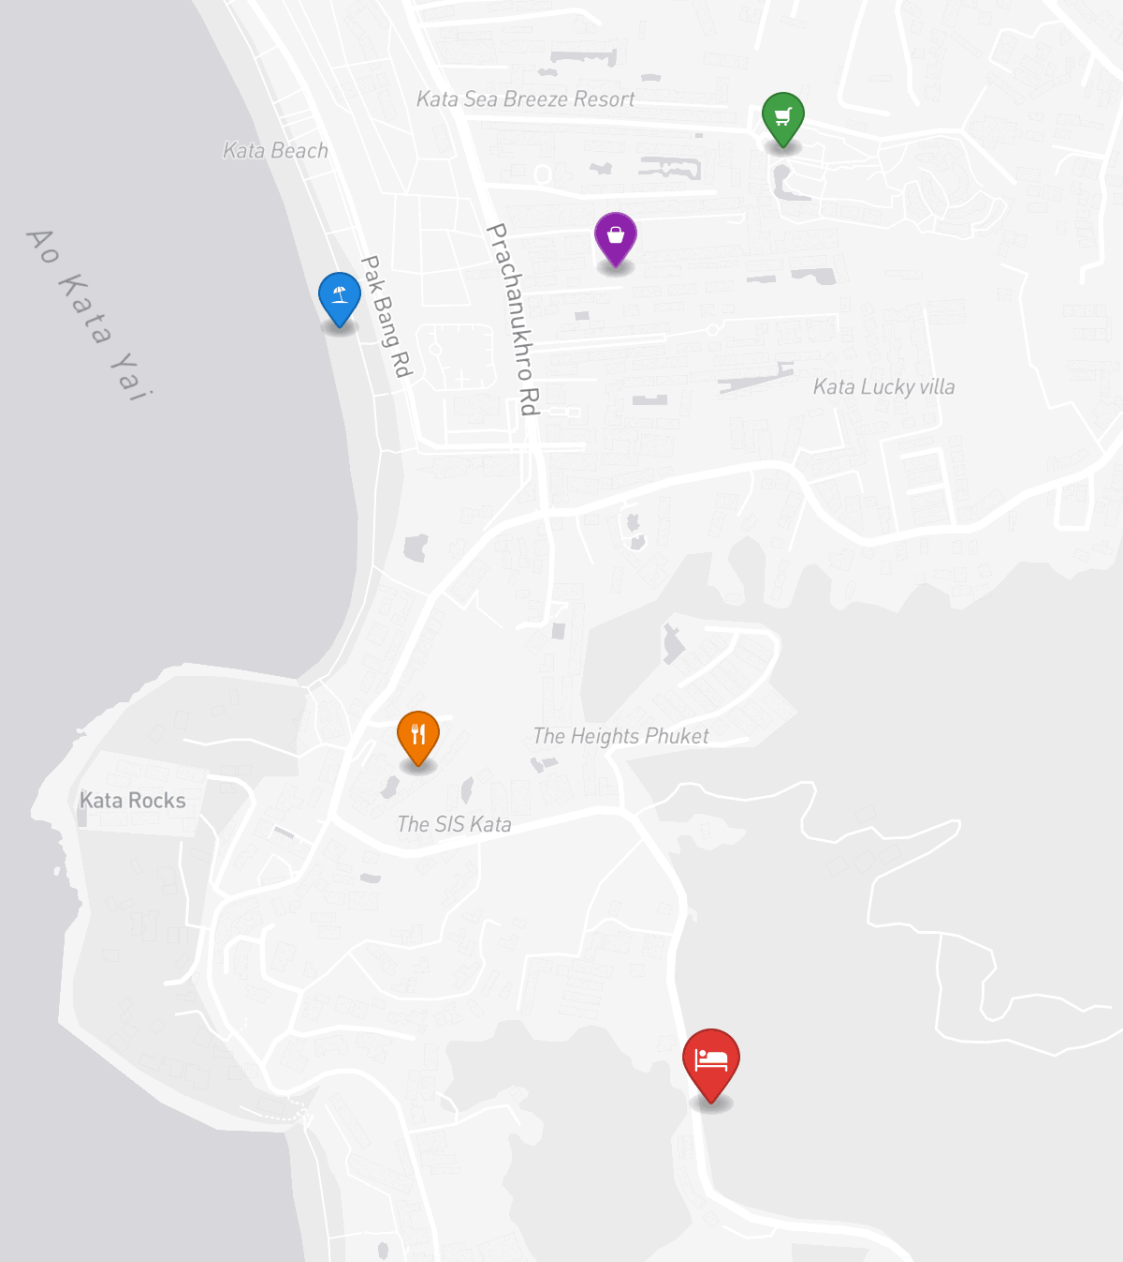 Kata Sea Breeze Resort
Kata Beach
Ao Kata Yai
Pak Bang Rd
Prachanukhro Rd
Kata Lucky villa
The Heights Phuket
Kata Rocks
The SIS Kata